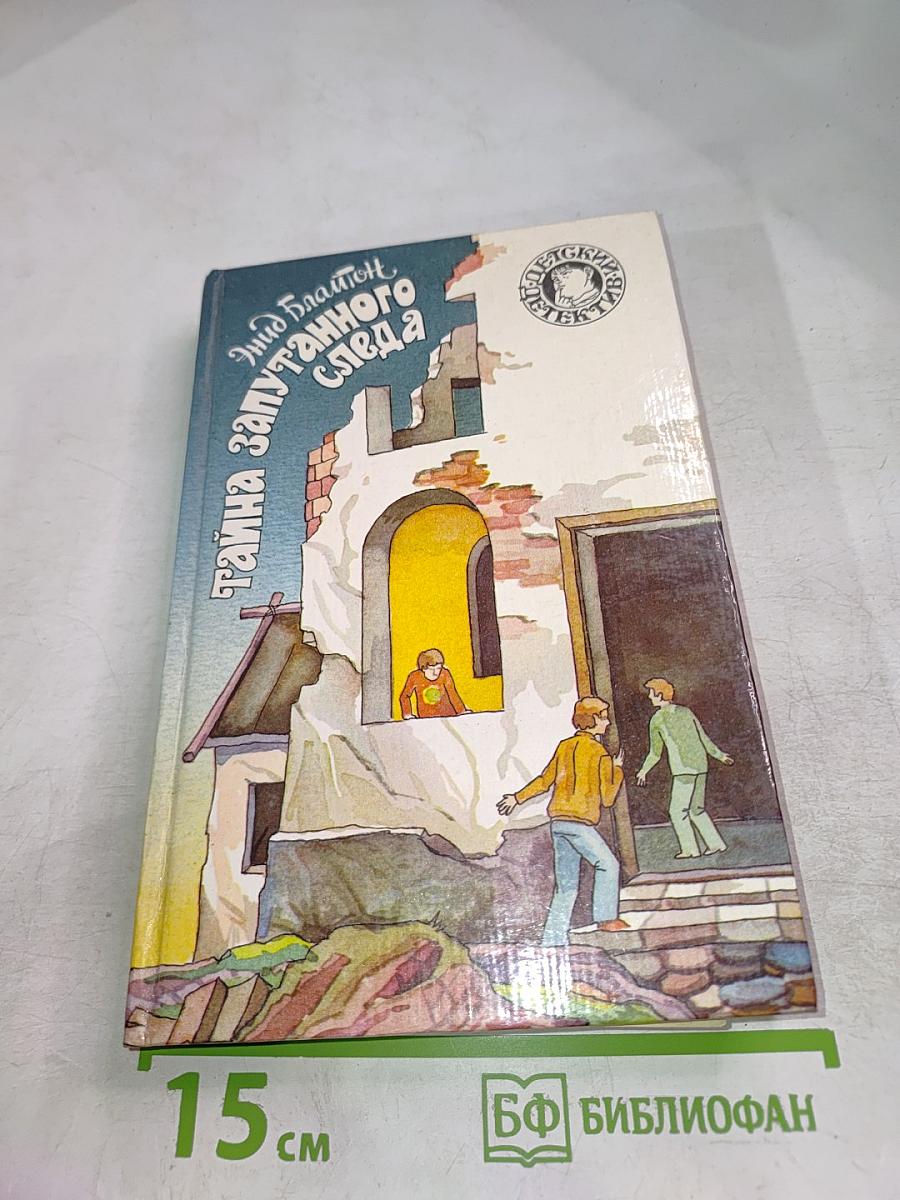 Энид Блайтон
ТАЙНА ЗАПУТАННОГО
СЛЕДА
ДЕТСКИЙ
ДЕТЕКТИВ
15 см
БФ БИБЛИОФАН